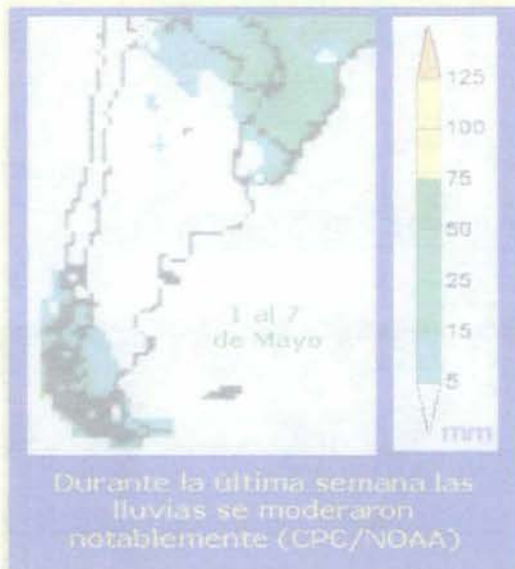 125
100
75
50
25
15
5
mm
1 al 7
de Mayo
Durante la última semana las
lluvias se moderaron
notablemente (CPC/NOAA)